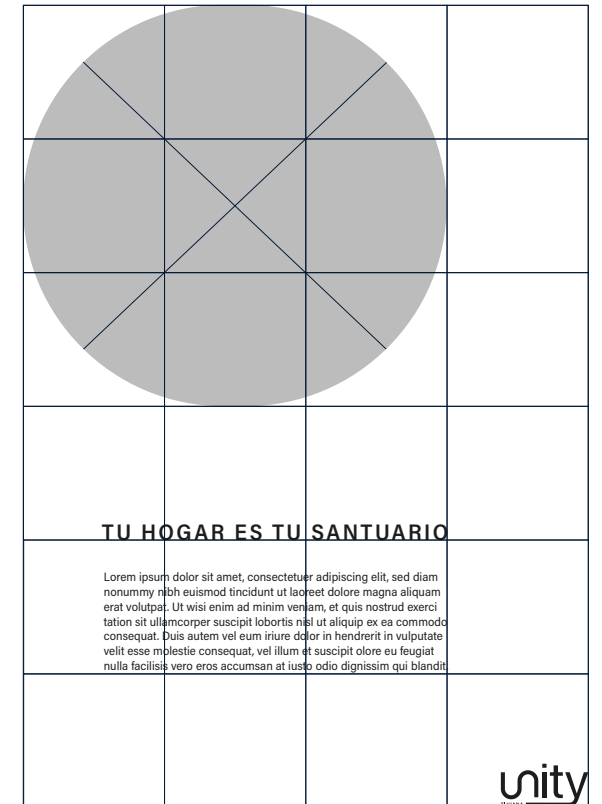 TU HOGAR ES TU SANTUARIO
Lorem ipsum dolor sit amet, consectetuer adipiscing elit, sed diam
nonummy nibh euismod tincidunt ut laoreet dolore magna aliquam
erat volutpat. Ut wisi enim ad minim veniam, et quis nostrud exerci
tation sit ullamcorper suscipit lobortis nisl ut aliquip ex ea commodo
consequat. Duis autem vel eum iriure dolor in hendrerit in vulputate
velit esse molestie consequat, vel illum et suscipit olore eu feugiat
nulla facilisis vero eros accumsan at iusto odio dignissim qui blandit.
unity